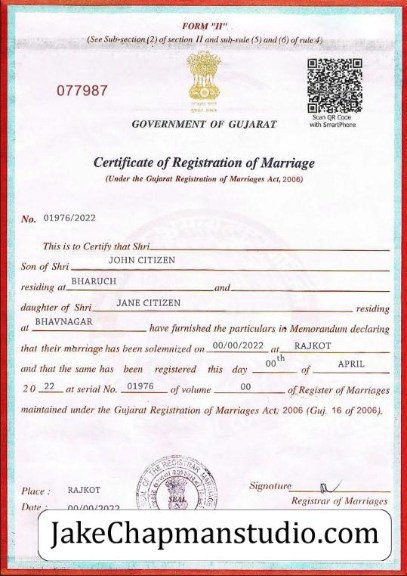 FORM "II"
(See Sub-section (2) of section II and sub-rule (5) and (6) of rule 4)
077987
Scan QR Code
with SmartPhone
GOVERNMENT OF GUJARAT
Certificate of Registration of Marriage
(Under the Gujarat Registration of Marriages Act, 2006)
No. 01976/2022
This is to Certify that Shri
Son of Shri JOHN CITIZEN
residing at BHARUCH and
daughter of Shri JANE CITIZEN residing
at BHAVNAGAR have furnished the particulars in Memorandum declaring
that their marriage has been solemnized on 00/00/2022 at RAJKOT
and that the same has been registered this day 00th of APRIL
20 22 at serial No. 01976 of volume 00 of Register of Marriages
maintained under the Gujarat Registration of Marriages Act; 2006 (Guj. 16 of 2006).
Place : RAJKOT
SEAL
Signature
Registrar of Marriages
Date : 00/00/2022
JakeChapmanstudio.com